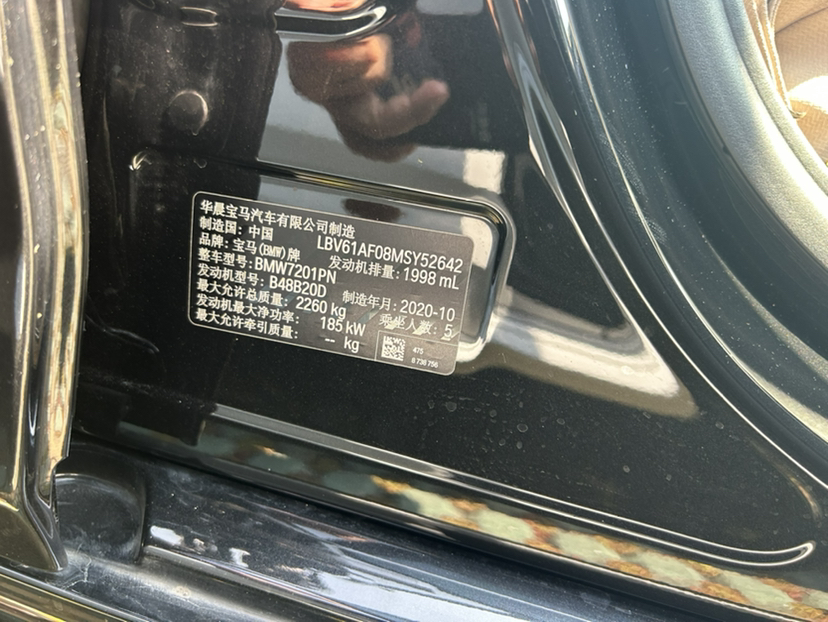 华晨宝马汽车有限公司制造
制造国：中国 LBV61AF08MSY52642
品牌：宝马(BMW)牌 发动机排量：1998 mL
整车型号：BMW7201PN
发动机型号：B48B20D 制造年月：2020-10
最大允许总质量： 2260 kg 乘坐人数：5
发动机最大净功率： 185 kW
最大允许牵引质量： -- kg
475
6 736 756